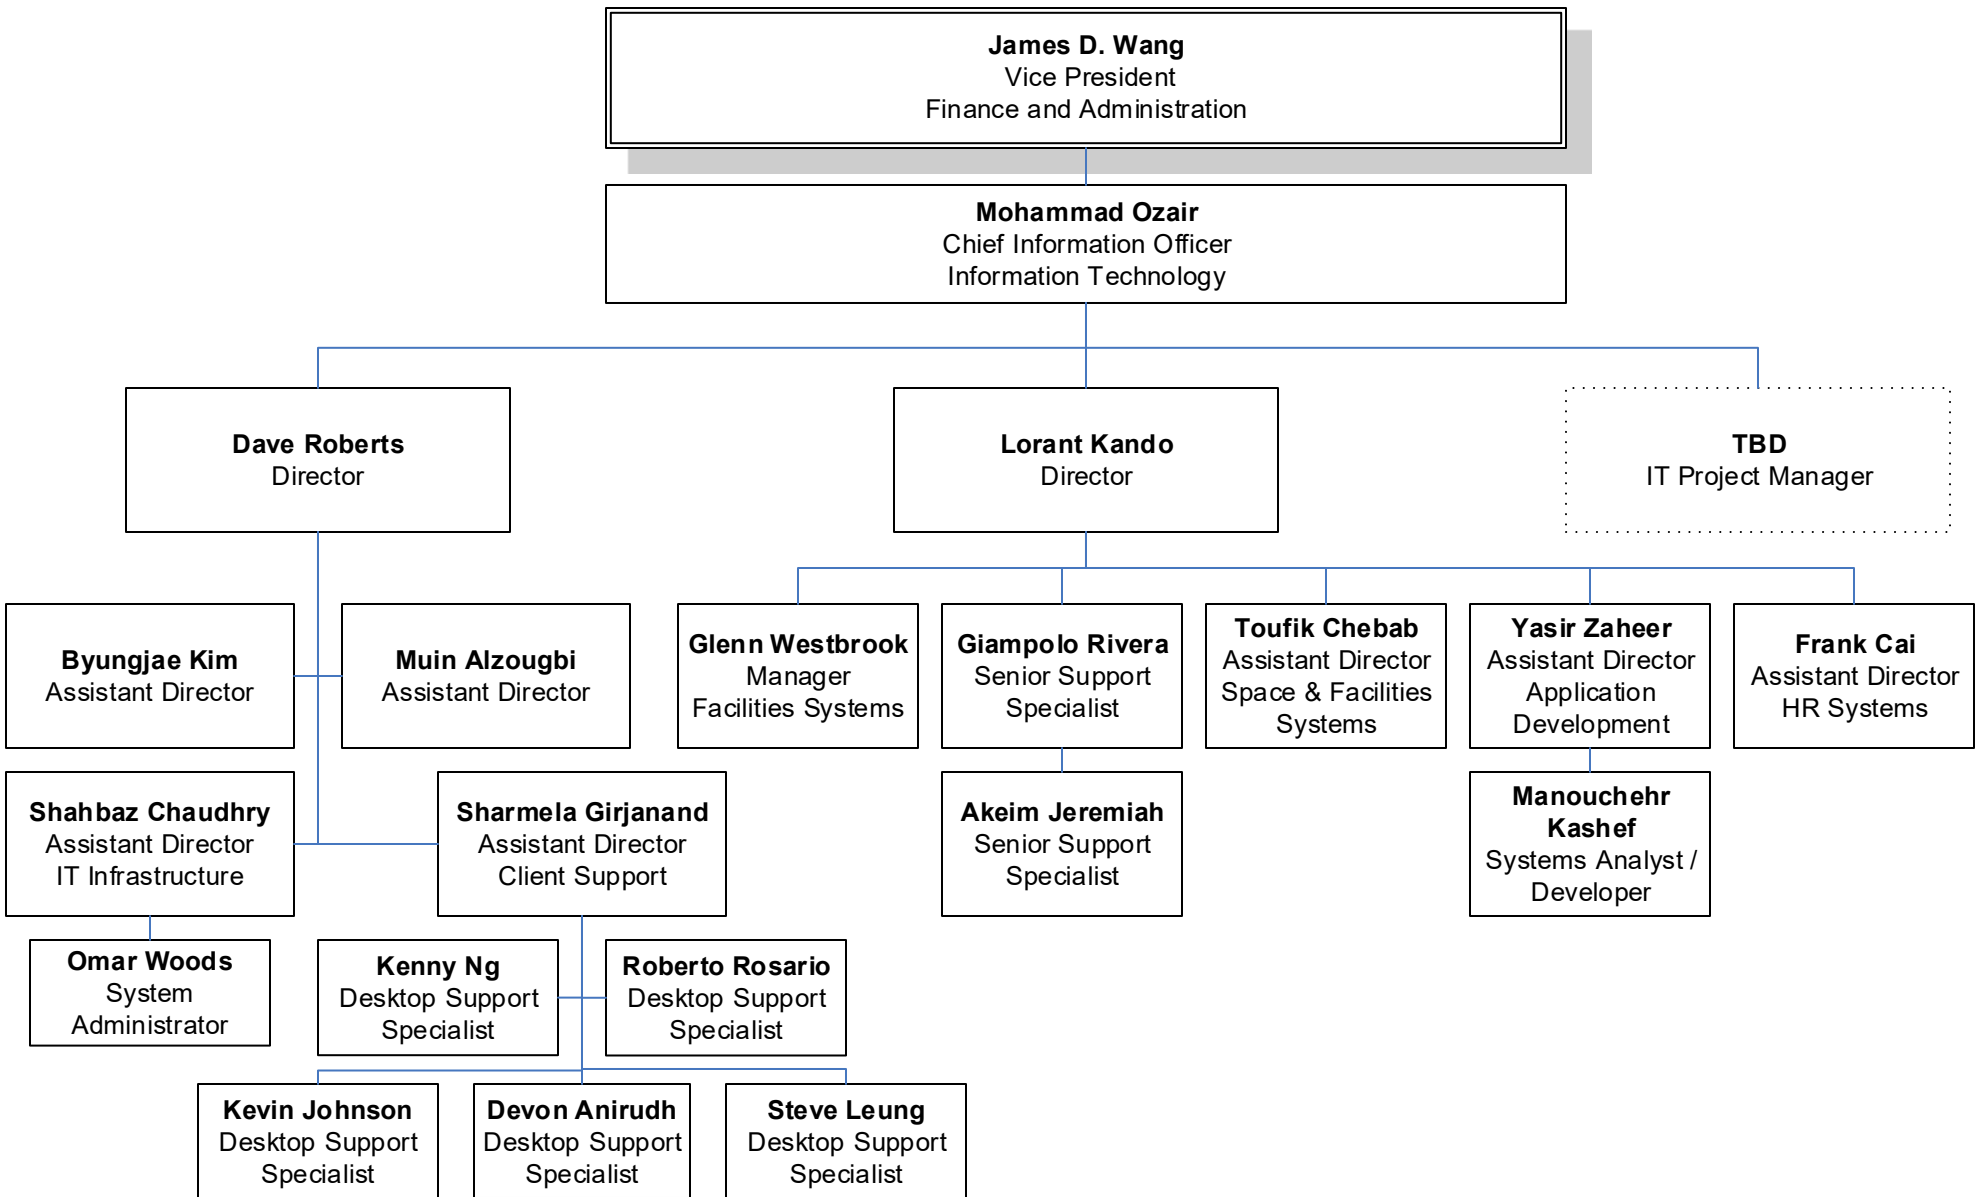 James D. Wang
Vice President
Finance and Administration
Mohammad Ozair
Chief Information Officer
Information Technology
Dave Roberts
Director
Lorant Kando
Director
TBD
IT Project Manager
Byungjae Kim
Assistant Director
Muin Alzougbi
Assistant Director
Glenn Westbrook
Manager
Facilities Systems
Giampolo Rivera
Senior Support
Specialist
Toufik Chebab
Assistant Director
Space & Facilities
Systems
Yasir Zaheer
Assistant Director
Application
Development
Frank Cai
Assistant Director
HR Systems
Shahbaz Chaudhry
Assistant Director
IT Infrastructure
Sharmela Girjanand
Assistant Director
Client Support
Akeim Jeremiah
Senior Support
Specialist
Manouchehr
Kashef
Systems Analyst /
Developer
Omar Woods
System
Administrator
Kenny Ng
Desktop Support
Specialist
Roberto Rosario
Desktop Support
Specialist
Kevin Johnson
Desktop Support
Specialist
Devon Anirudh
Desktop Support
Specialist
Steve Leung
Desktop Support
Specialist